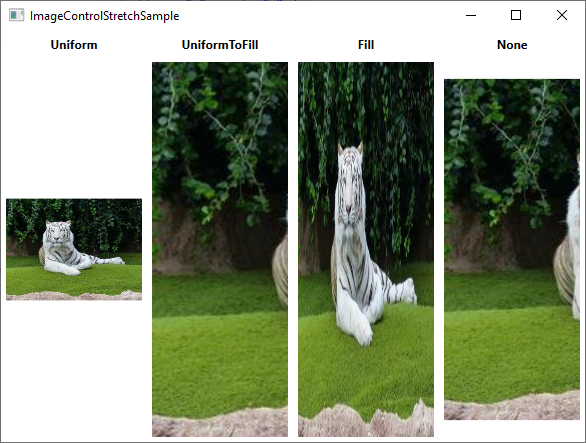 ImageControlStretchSample
Uniform
UniformToFill
Fill
None